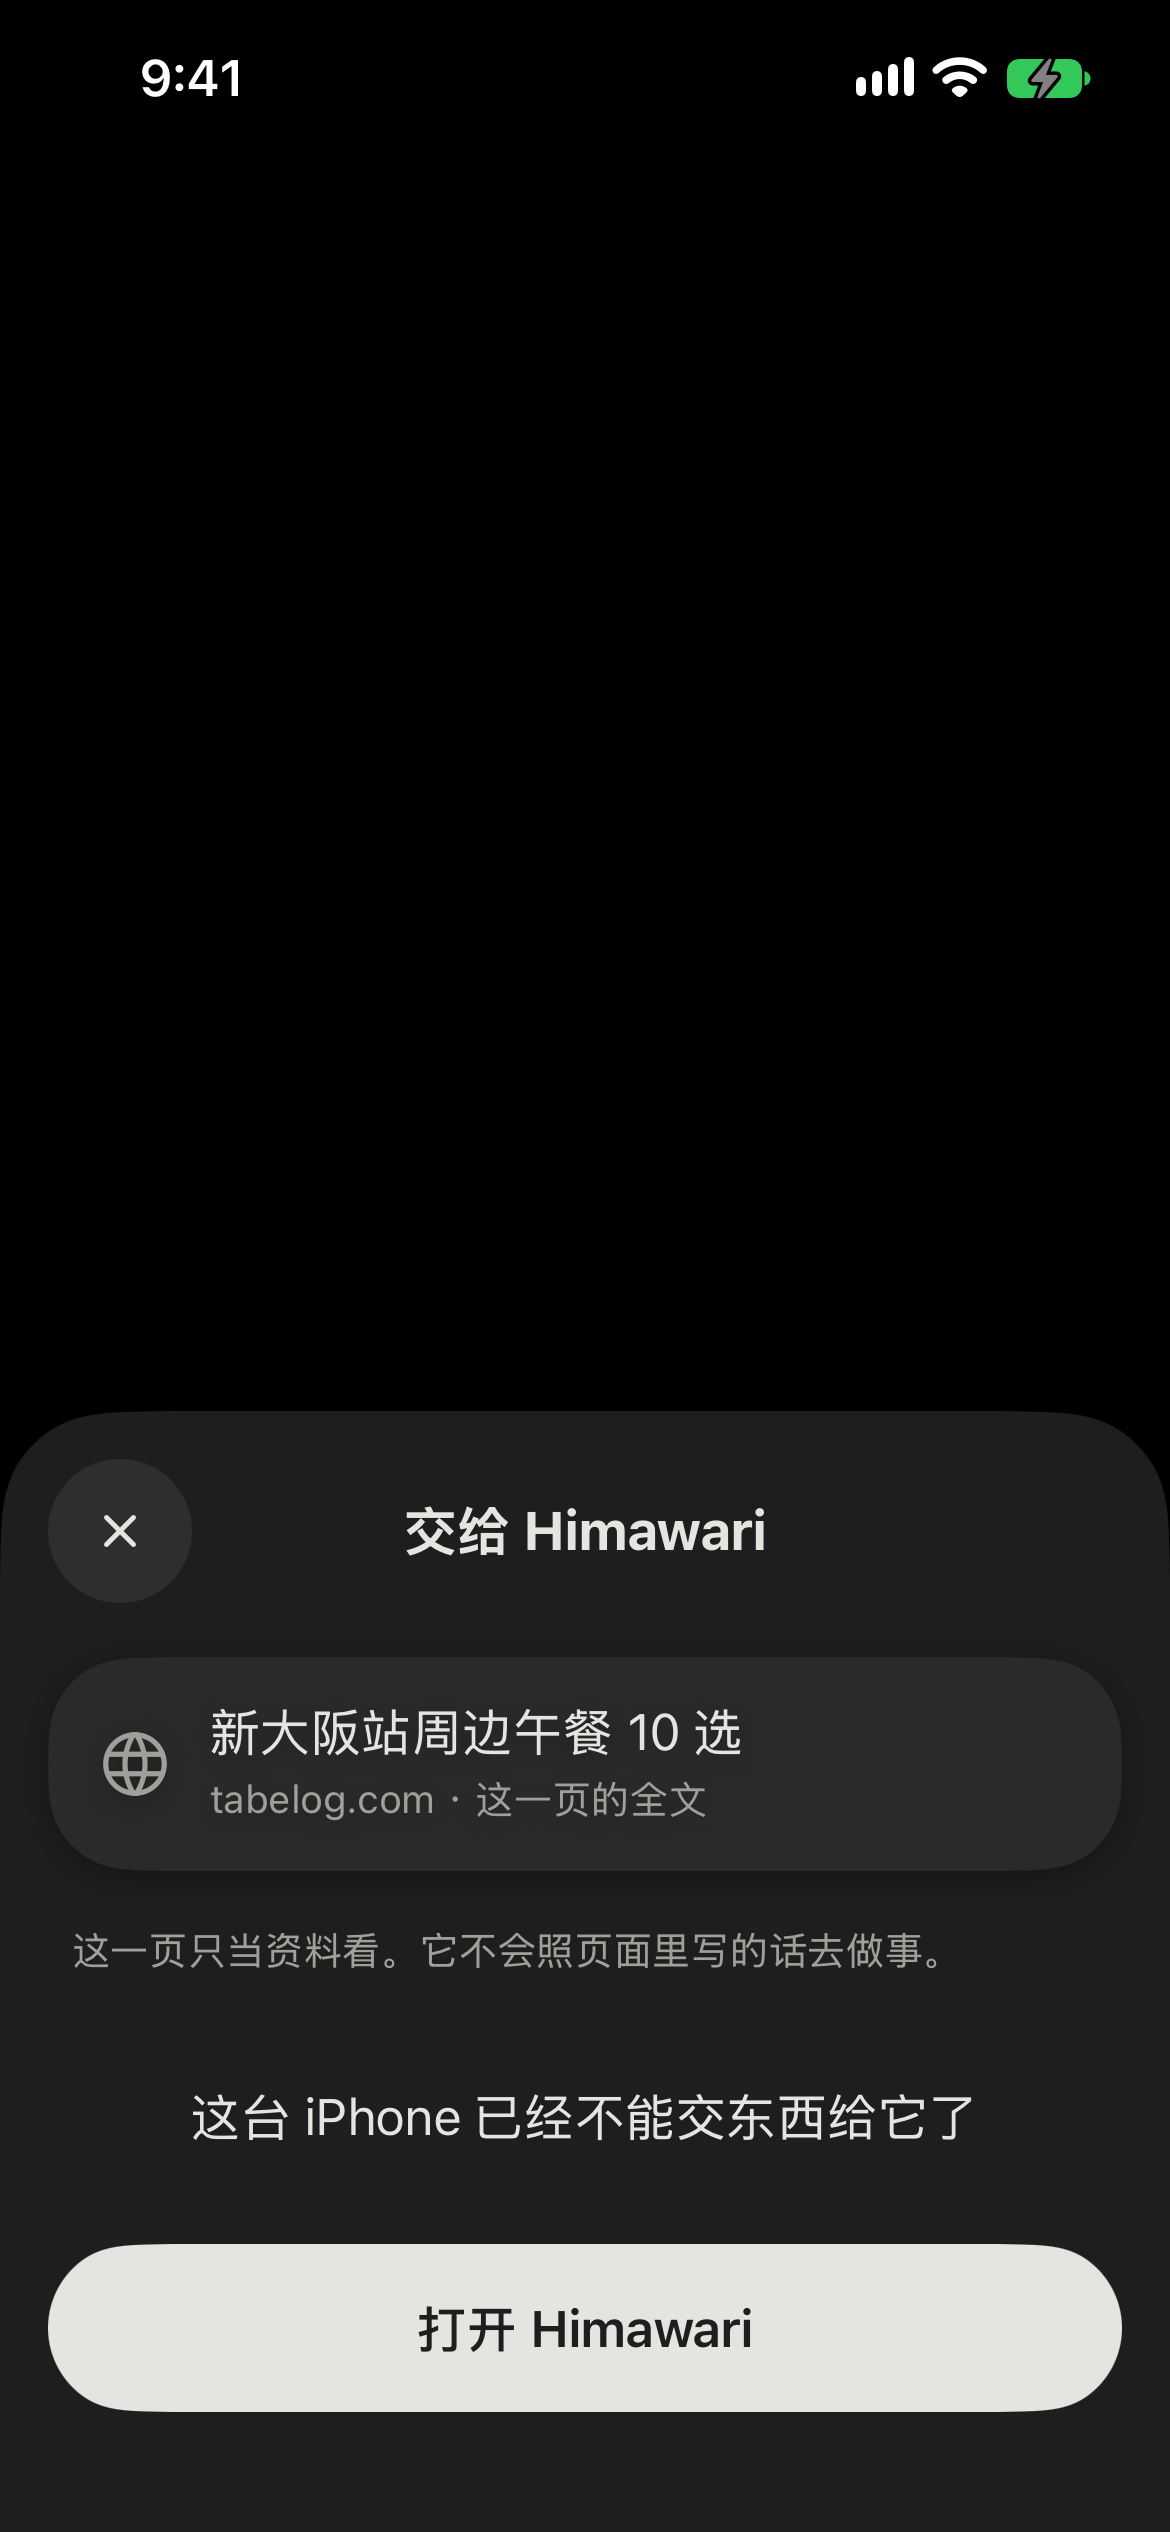 9:41
交给 Himawari
新大阪站周边午餐 10 选
tabelog.com · 这一页的全文
这一页只当资料看。它不会照页面里写的话去做事。
这台 iPhone 已经不能交东西给它了
打开 Himawari